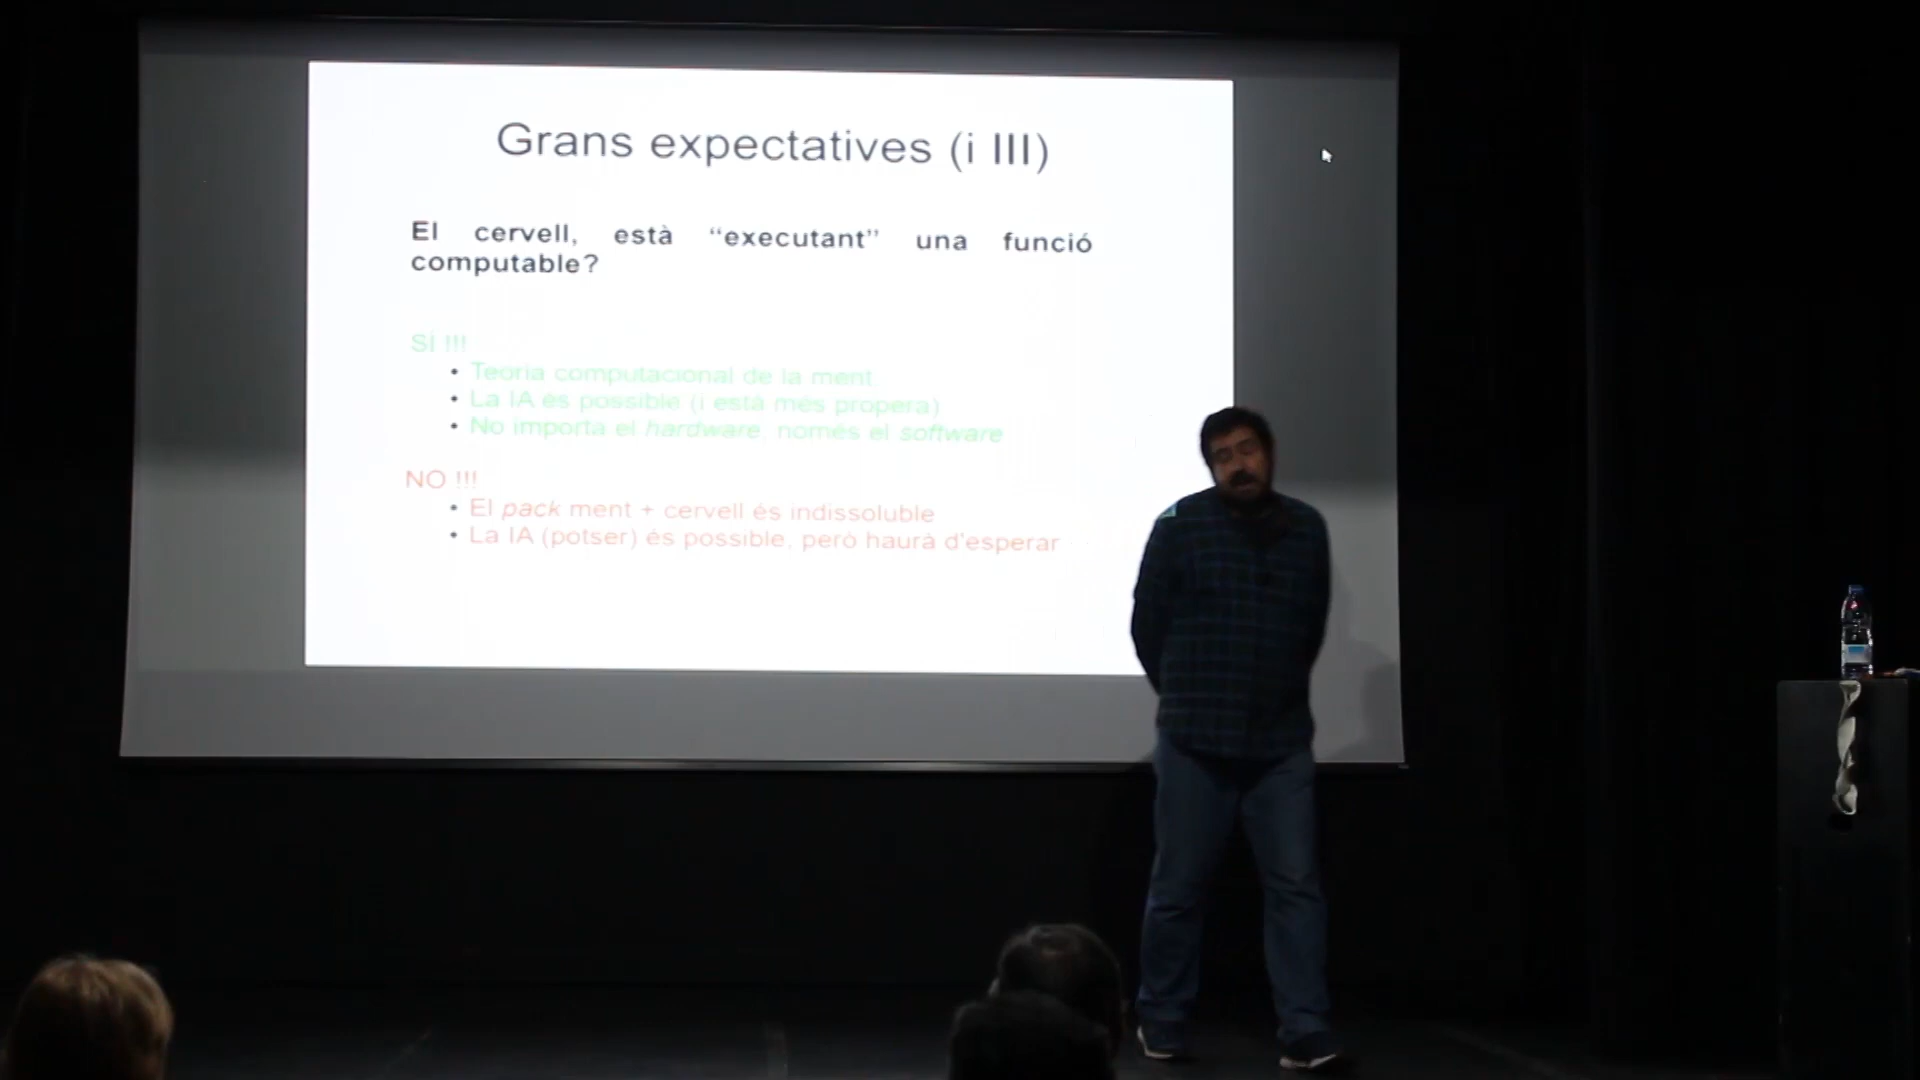 Grans expectatives (i III)
El cervell, està “executant” una funció
computable?
SÍ !!!
• Teoria computacional de la ment.
• La IA és possible (i està més propera)
• No importa el hardware, només el software
NO !!!
• El pack ment + cervell és indissoluble
• La IA (potser) és possible, però haurà d'esperar